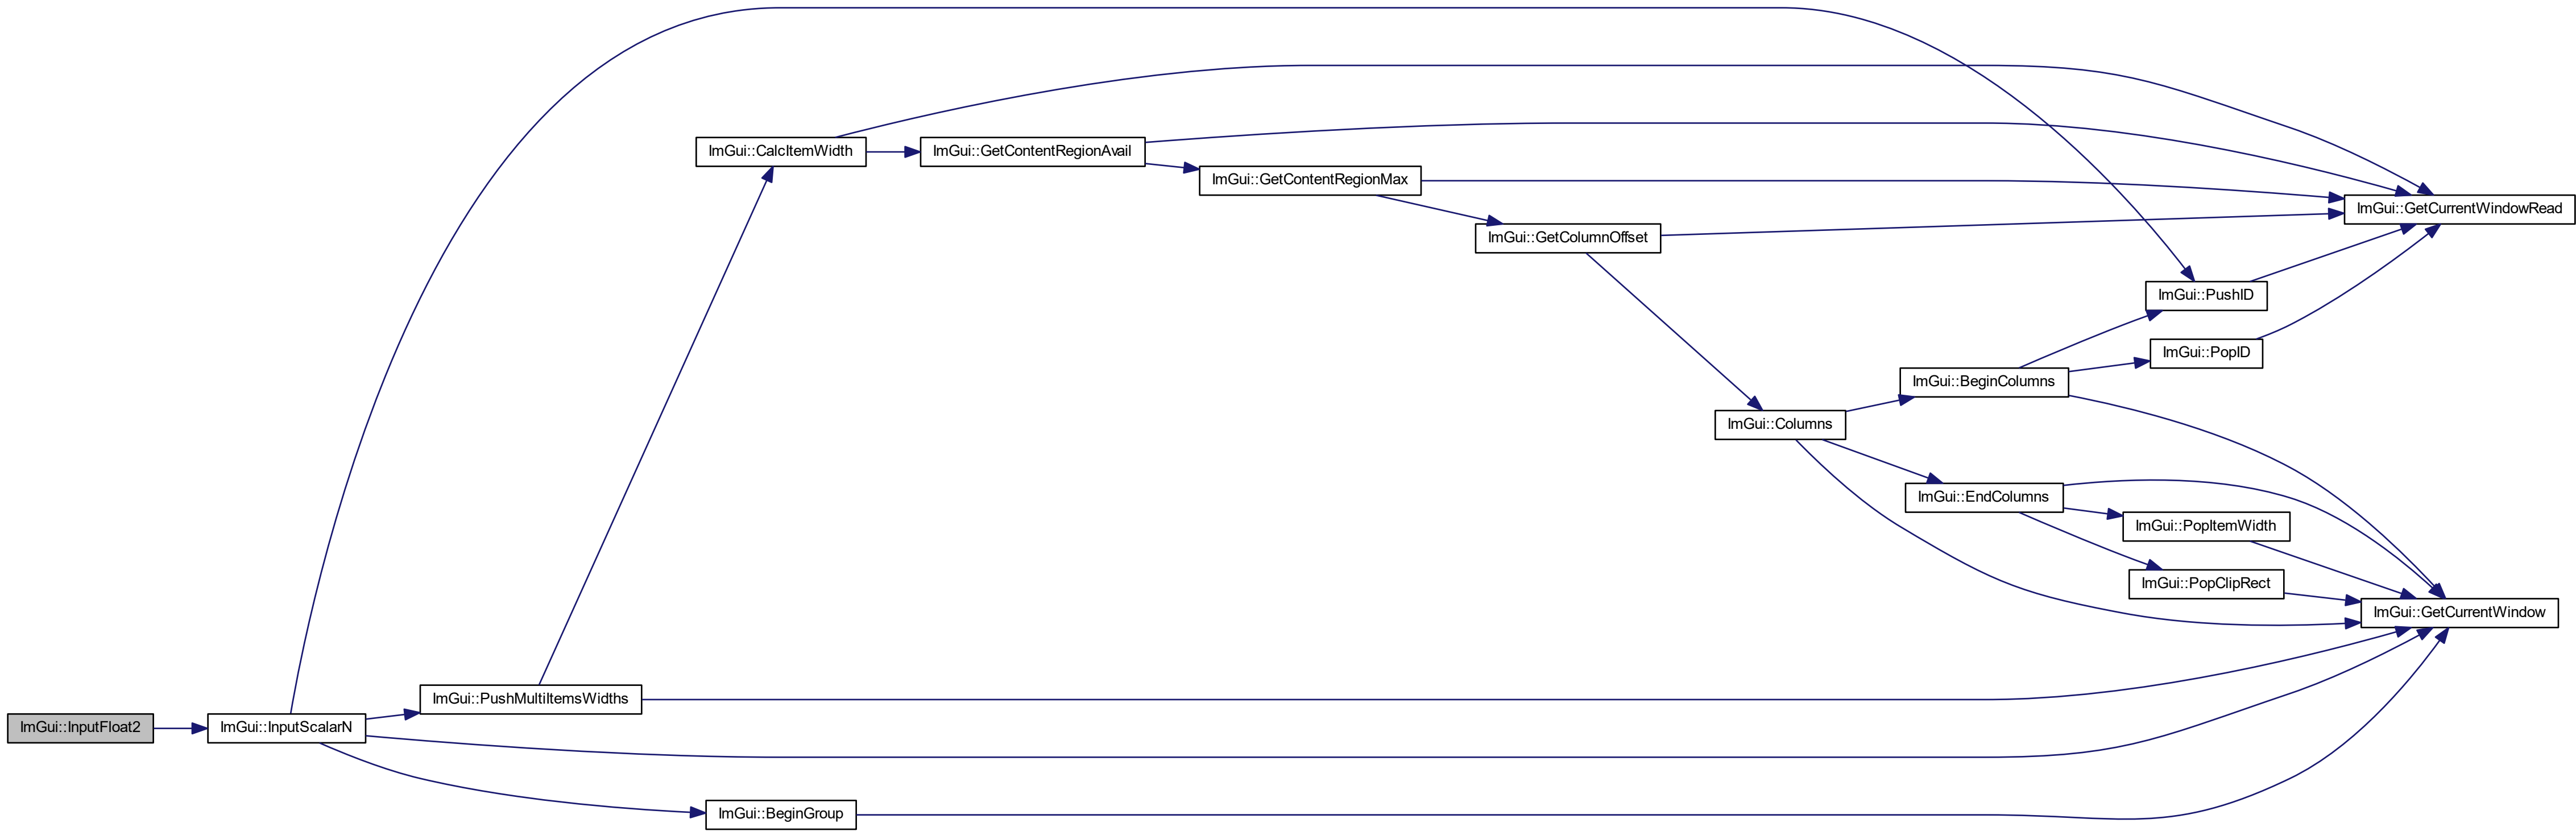 ImGui::CalcItemWidth
ImGui::GetContentRegionAvail
ImGui::GetContentRegionMax
ImGui::GetCurrentWindowRead
ImGui::GetColumnOffset
ImGui::PushID
ImGui::PopID
ImGui::BeginColumns
ImGui::Columns
ImGui::EndColumns
ImGui::PopItemWidth
ImGui::PopClipRect
ImGui::GetCurrentWindow
ImGui::PushMultiItemsWidths
ImGui::InputFloat2
ImGui::InputScalarN
ImGui::BeginGroup